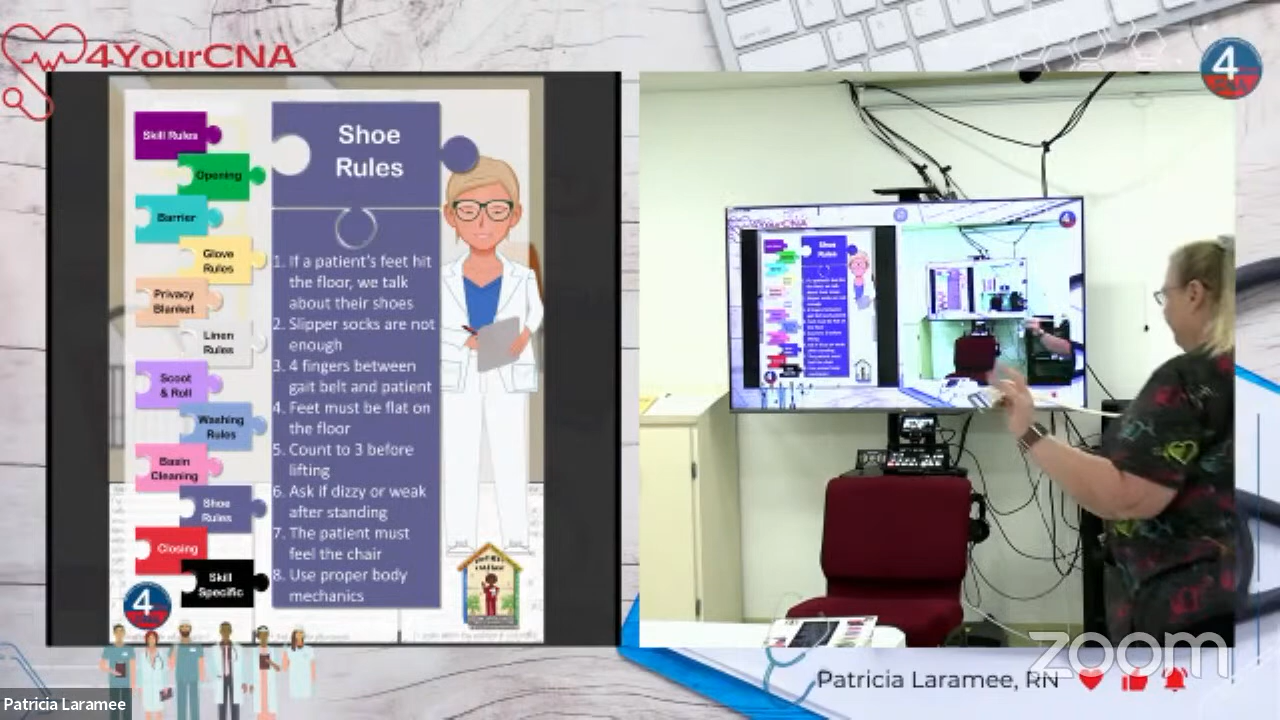 4YourCNA
4
Skill Rules
Opening
Barrier
Glove
Rules
Privacy
Blanket
Linen
Rules
Scoot
& Roll
Washing
Rules
Basin
Cleaning
Shoe
Rules
Closing
Skill
Specific
4
Shoe
Rules
1. If a patient's feet hit
the floor, we talk
about their shoes
2. Slipper socks are not
enough
3. 4 fingers between
gait belt and patient
4. Feet must be flat on
the floor
5. Count to 3 before
lifting
6. Ask if dizzy or weak
after standing
7. The patient must
feel the chair
8. Use proper body
mechanics
4YourCNA
Shoe
Rules
zoom
Patricia Laramee, RN
Patricia Laramee